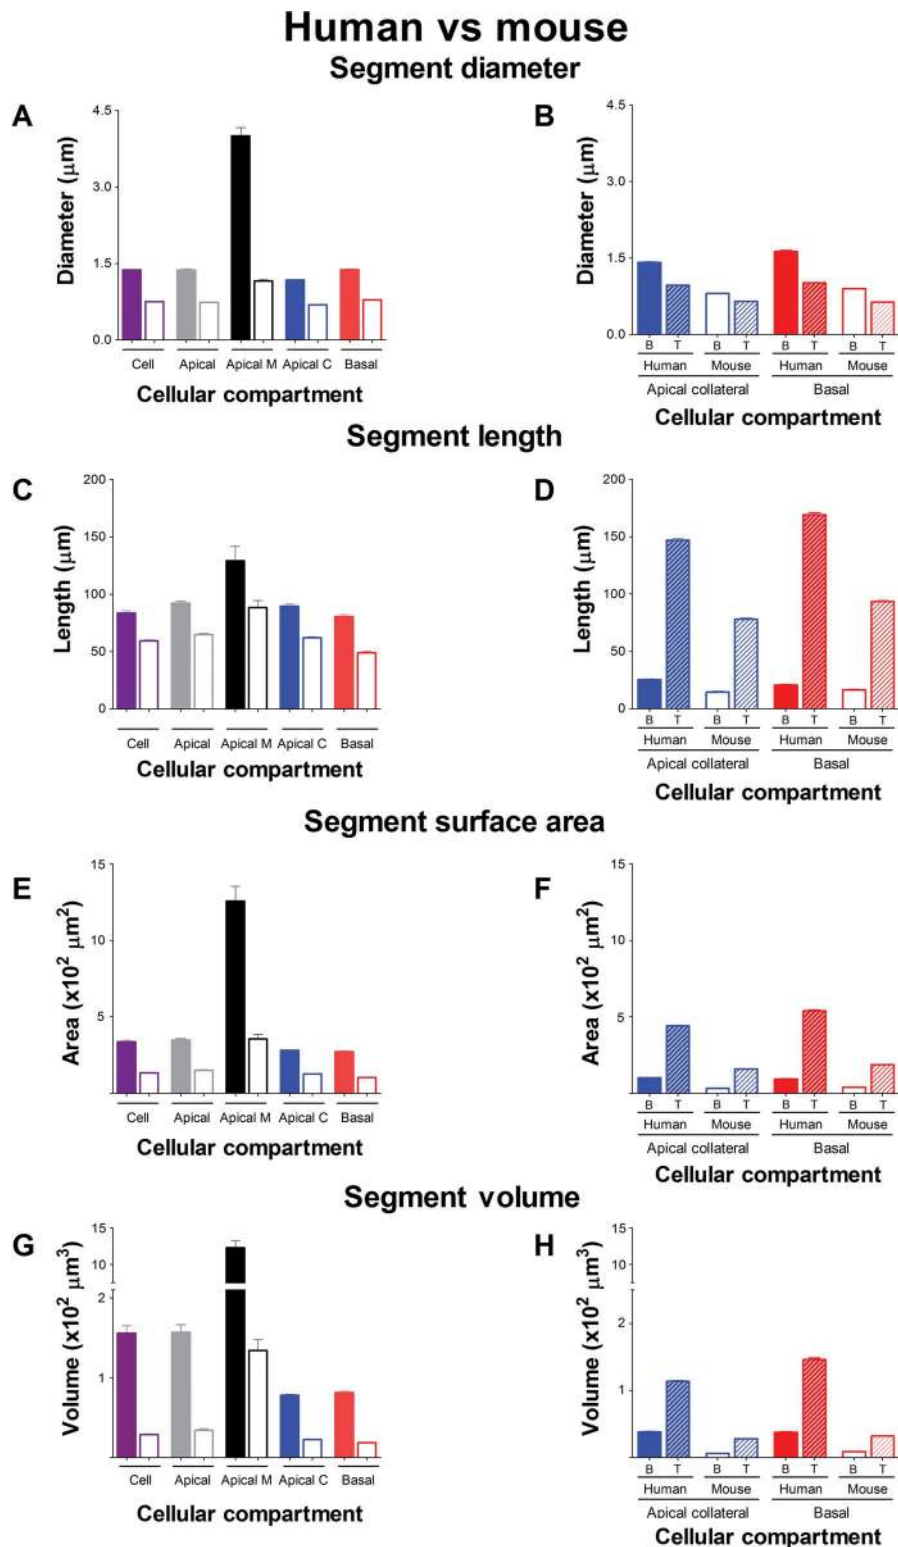 Human vs mouse
Segment diameter
A
Diameter (μm)
4.5
3.0
1.5
0.0
Cell Apical Apical M Apical C Basal
Cellular compartment
B
Diameter (μm)
4.5
3.0
1.5
0.0
B T B T B T B T
Human Mouse Human Mouse
Apical collateral Basal
Cellular compartment
Segment length
C
Length (μm)
200
150
100
50
0
Cell Apical Apical M Apical C Basal
Cellular compartment
D
Length (μm)
200
150
100
50
0
B T B T B T B T
Human Mouse Human Mouse
Apical collateral Basal
Cellular compartment
Segment surface area
E
Area (x10² μm²)
15
10
5
Cell Apical Apical M Apical C Basal
Cellular compartment
F
Area (x10² μm²)
15
10
5
B T B T B T B T
Human Mouse Human Mouse
Apical collateral Basal
Cellular compartment
Segment volume
G
Volume (x10² μm³)
15
10
2
1
Cell Apical Apical M Apical C Basal
Cellular compartment
H
Volume (x10² μm³)
15
10
2
1
B T B T B T B T
Human Mouse Human Mouse
Apical collateral Basal
Cellular compartment